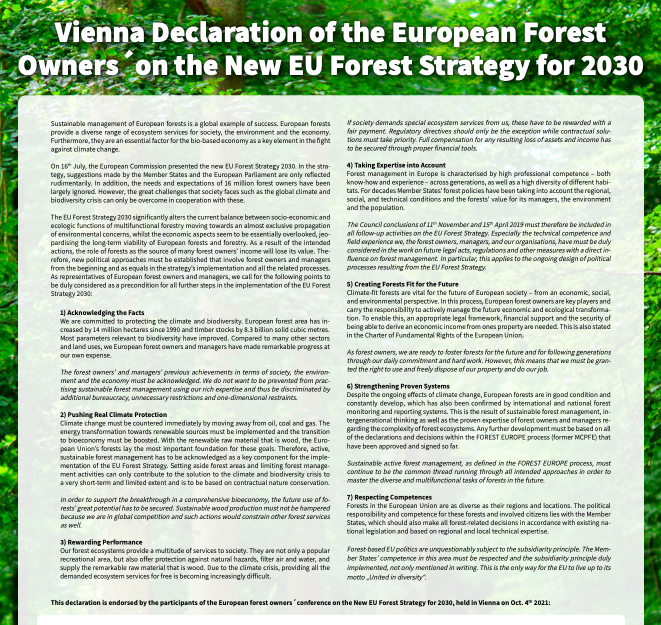 Vienna Declaration of the European Forest
Owners´on the New EU Forest Strategy for 2030
Sustainable management of European forests is a global example of success. European forests
provide a diverse range of ecosystem services for society, the environment and the economy.
Furthermore, they are an essential factor for the bio-based economy as a key element in the fight
against climate change.
On 16th July, the European Commission presented the new EU Forest Strategy 2030. In the stra-
tegy, suggestions made by the Member States and the European Parliament are only reflected
rudimentarily. In addition, the needs and expectations of 16 million forest owners have been
largely ignored. However, the great challenges that society faces such as the global climate and
biodiversity crisis can only be overcome in cooperation with these.
The EU Forest Strategy 2030 significantly alters the current balance between socio-economic and
ecologic functions of multifunctional forestry moving towards an almost exclusive propagation
of environmental concerns, whilst the economic aspects seem to be essentially overlooked, jeo-
pardising the long-term viability of European forests and forestry. As a result of the intended
actions, the role of forests as the source of many forest owners' income will lose its value. The-
refore, new political approaches must be established that involve forest owners and managers
from the beginning and as equals in the strategy's implementation and all the related processes.
As representatives of European forest owners and managers, we call for the following points to
be duly considered as a precondition for all further steps in the implementation of the EU Forest
Strategy 2030:
1) Acknowledging the Facts
We are committed to protecting the climate and biodiversity. European forest area has in-
creased by 14 million hectares since 1990 and timber stocks by 8.3 billion solid cubic metres.
Most parameters relevant to biodiversity have improved. Compared to many other sectors
and land uses, we European forest owners and managers have made remarkable progress at
our own expense.
The forest owners' and managers' previous achievements in terms of society, the environ-
ment and the economy must be acknowledged. We do not want to be prevented from prac-
tising sustainable forest management using our rich expertise and thus be discriminated by
additional bureaucracy, unnecessary restrictions and one-dimensional restraints.
2) Pushing Real Climate Protection
Climate change must be countered immediately by moving away from oil, coal and gas. The
energy transformation towards renewable sources must be implemented and the transition
to bioeconomy must be boosted. With the renewable raw material that is wood, the Euro-
pean Union's forests lay the most important foundation for these goals. Therefore, active,
sustainable forest management has to be acknowledged as a key component for the imple-
mentation of the EU Forest Strategy. Setting aside forest areas and limiting forest manage-
ment activities can only contribute to the solution to the climate and biodiversity crisis to
a very short-term and limited extent and is to be based on contractual nature conservation.
In order to support the breakthrough in a comprehensive bioeconomy, the future use of fo-
rests' great potential has to be secured. Sustainable wood production must not be hampered
because we are in global competition and such actions would constrain other forest services
as well.
3) Rewarding Performance
Our forest ecosystems provide a multitude of services to society. They are not only a popular
recreational area, but also offer protection against natural hazards, filter air and water, and
supply the remarkable raw material that is wood. Due to the climate crisis, providing all the
demanded ecosystem services for free is becoming increasingly difficult.
If society demands special ecosystem services from us, these have to be rewarded with a
fair payment. Regulatory directives should only be the exception while contractual solu-
tions must take priority. Full compensation for any resulting loss of assets and income has
to be secured through proper financial tools.
4) Taking Expertise into Account
Forest management in Europe is characterised by high professional competence – both
know-how and experience – across generations, as well as a high diversity of different habi-
tats. For decades Member States' forest policies have been taking into account the regional,
social, and technical conditions and the forests' value for its managers, the environment
and the population.
The Council conclusions of 11th November and 15th April 2019 must therefore be included in
all follow-up activities on the EU Forest Strategy. Especially the technical competence and
field experience we, the forest owners, managers, and our organisations, have must be duly
considered in the work on future legal acts, regulations and other measures with a direct in-
fluence on forest management. In particular, this applies to the ongoing design of political
processes resulting from the EU Forest Strategy.
5) Creating Forests Fit for the Future
Climate-fit forests are vital for the future of European society – from an economic, social,
and environmental perspective. In this process, European forest owners are key players and
carry the responsibility to actively manage the future economic and ecological transforma-
tion. To enable this, an appropriate legal framework, financial support and the security of
being able to derive an economic income from ones property are needed. This is also stated
in the Charter of Fundamental Rights of the European Union.
As forest owners, we are ready to foster forests for the future and for following generations
through our daily commitment and hard work. However, this means that we must be gran-
ted the right to use and freely dispose of our property and do our job.
6) Strengthening Proven Systems
Despite the ongoing effects of climate change, European forests are in good condition and
constantly develop, which has also been confirmed by international and national forest
monitoring and reporting systems. This is the result of sustainable forest management, in-
tergenerational thinking as well as the proven expertise of forest owners and managers re-
garding the complexity of forest ecosystems. Any further development must be based on all
of the declarations and decisions within the FOREST EUROPE process (former MCPFE) that
have been approved and signed so far.
Sustainable active forest management, as defined in the FOREST EUROPE process, must
continue to be the common thread running through all intended approaches in order to
master the diverse and multifunctional tasks of forests in the future.
7) Respecting Competences
Forests in the European Union are as diverse as their regions and locations. The political
responsibility and competence for these forests and involved citizens lies with the Member
States, which should also make all forest-related decisions in accordance with existing na-
tional legislation and based on regional and local technical expertise.
Forest-based EU politics are unquestionably subject to the subsidiarity principle. The Mem-
ber States' competence in this area must be respected and the subsidiarity principle duly
implemented, not only mentioned in writing. This is the only way for the EU to live up to its
motto „United in diversity".
This declaration is endorsed by the participants of the European forest owners´conference on the New EU Forest Strategy for 2030, held in Vienna on Oct. 4th 2021: